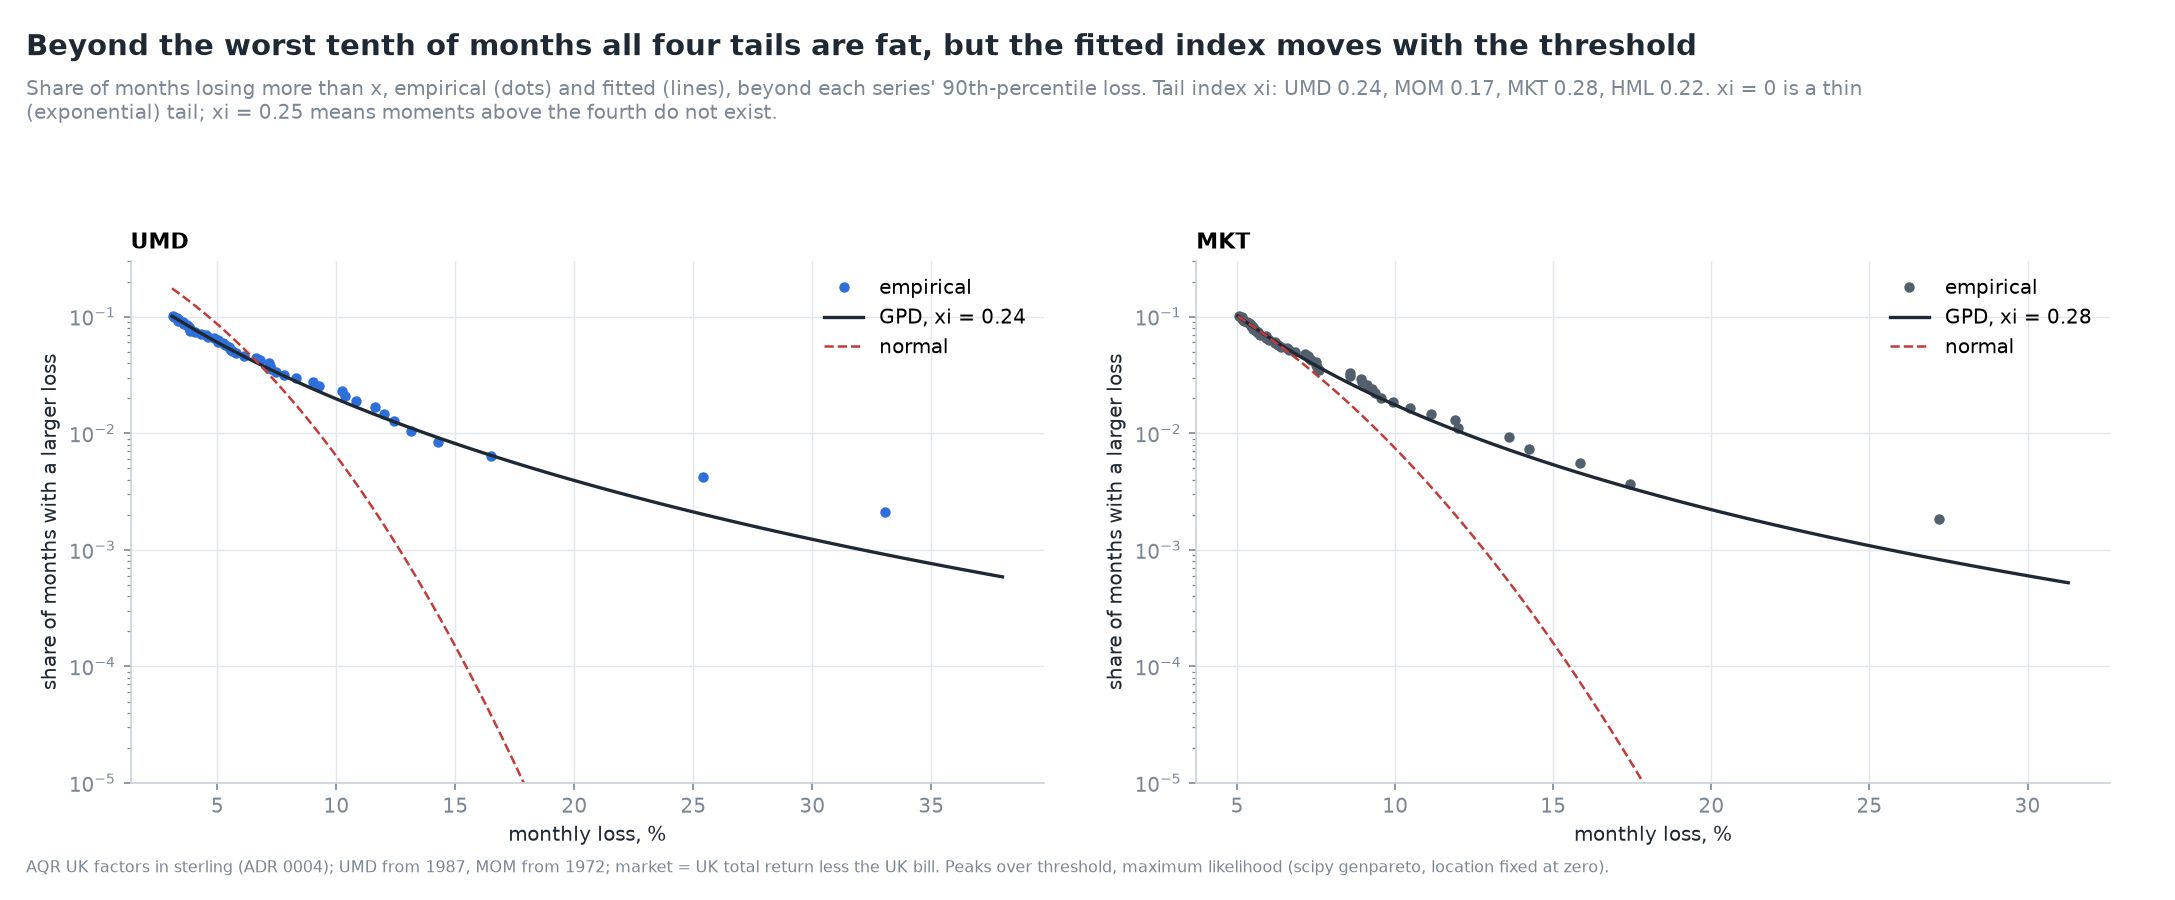 Beyond the worst tenth of months all four tails are fat, but the fitted index moves with the threshold
Share of months losing more than x, empirical (dots) and fitted (lines), beyond each series' 90th-percentile loss. Tail index xi: UMD 0.24, MOM 0.17, MKT 0.28, HML 0.22. xi = 0 is a thin
(exponential) tail; xi = 0.25 means moments above the fourth do not exist.
UMD
empirical
GPD, xi = 0.24
normal
10⁻¹
10⁻²
10⁻³
10⁻⁴
10⁻⁵
share of months with a larger loss
5 10 15 20 25 30 35
monthly loss, %
MKT
empirical
GPD, xi = 0.28
normal
10⁻¹
10⁻²
10⁻³
10⁻⁴
10⁻⁵
share of months with a larger loss
5 10 15 20 25 30
monthly loss, %
AQR UK factors in sterling (ADR 0004); UMD from 1987, MOM from 1972; market = UK total return less the UK bill. Peaks over threshold, maximum likelihood (scipy genpareto, location fixed at zero).